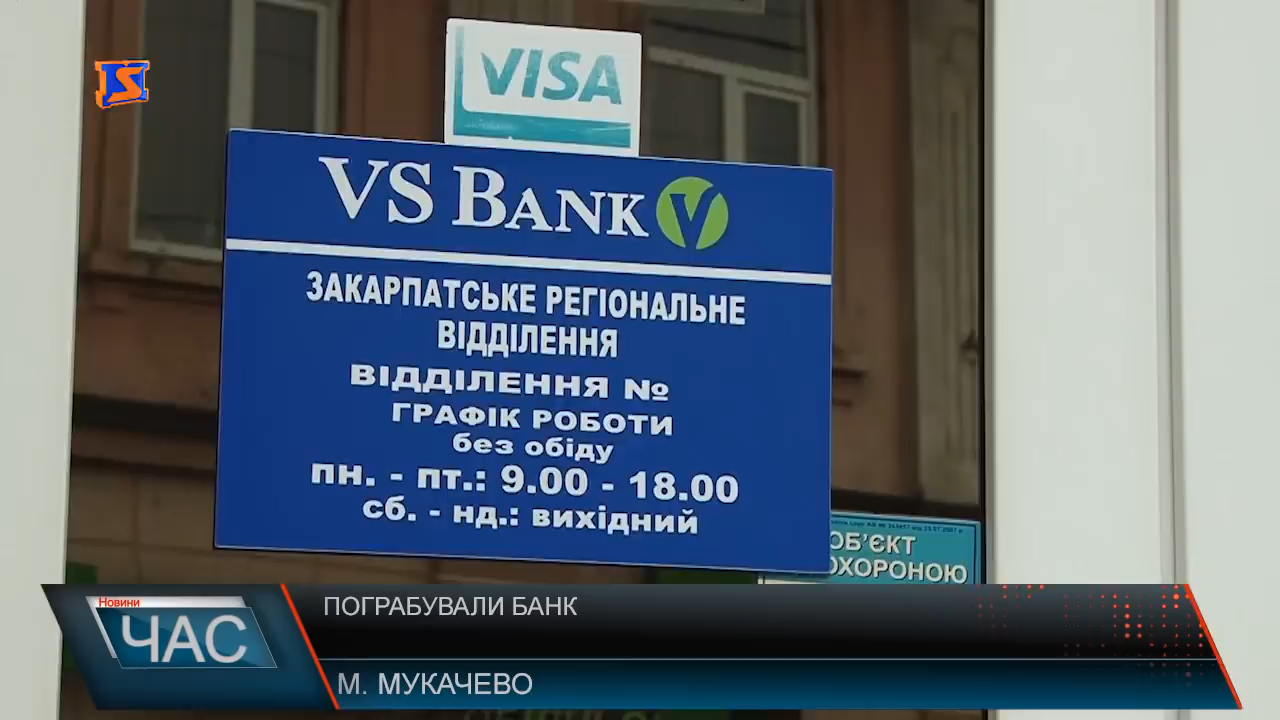 VISA
VS BANK
ЗАКАРПАТСЬКЕ РЕГІОНАЛЬНЕ
ВІДДІЛЕННЯ
ВІДДІЛЕННЯ №
ГРАФІК РОБОТИ
без обіду
пн. - пт.: 9.00 - 18.00
сб. - нд.: вихідний
ОБ'ЄКТ
ОХОРОНОЮ
Новини
ЧАС
ПОГРАБУВАЛИ БАНК
М. МУКАЧЕВО